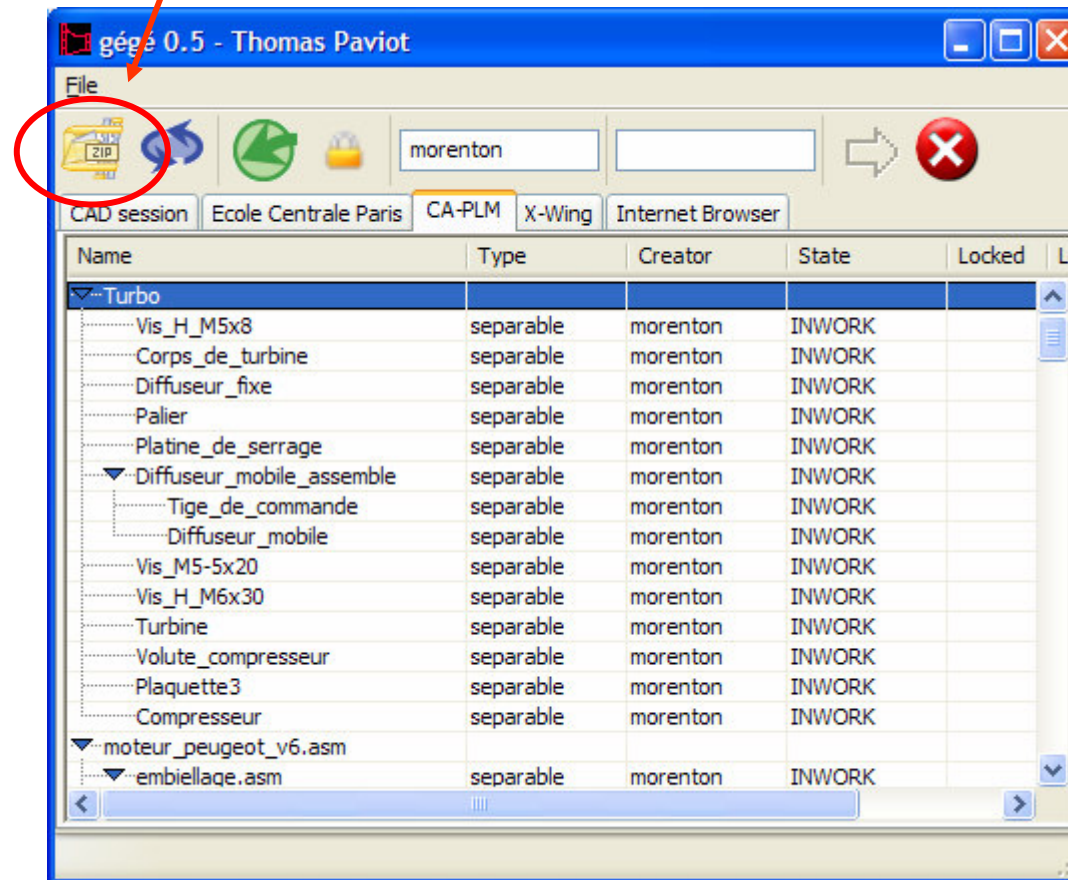 gégé 0.5 - Thomas Paviot
File
ZIP
morenton
CAD session Ecole Centrale Paris CA-PLM X-Wing Internet Browser
Name Type Creator State Locked L
Turbo
Vis_H_M5x8 separable morenton INWORK
Corps_de_turbine separable morenton INWORK
Diffuseur_fixe separable morenton INWORK
Palier separable morenton INWORK
Platine_de_serrage separable morenton INWORK
Diffuseur_mobile_assemble separable morenton INWORK
Tige_de_commande separable morenton INWORK
Diffuseur_mobile separable morenton INWORK
Vis_M5-5x20 separable morenton INWORK
Vis_H_M6x30 separable morenton INWORK
Turbine separable morenton INWORK
Volute_compresseur separable morenton INWORK
Plaquette3 separable morenton INWORK
Compresseur separable morenton INWORK
moteur_peugeot_v6.asm
embiellage.asm separable morenton INWORK